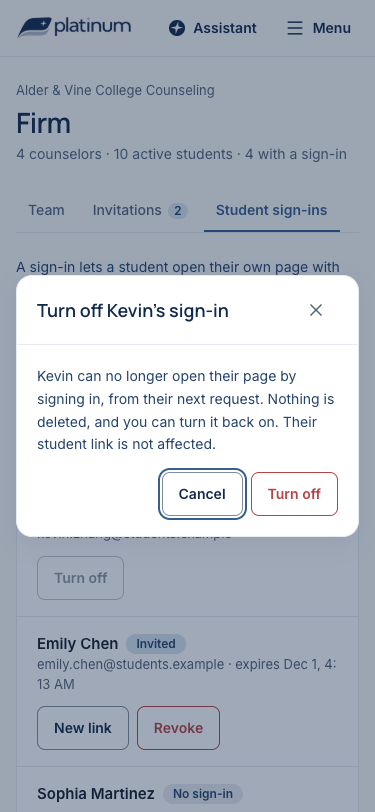 platinum
Assistant
Menu
Alder & Vine College Counseling
Firm
4 counselors · 10 active students · 4 with a sign-in
Team
Invitations 2
Student sign-ins
A sign-in lets a student open their own page with
Turn off Kevin's sign-in
Kevin can no longer open their page by
signing in, from their next request. Nothing is
deleted, and you can turn it back on. Their
student link is not affected.
Cancel
Turn off
Turn off
Emily Chen Invited
emily.chen@students.example · expires Dec 1, 4:
13 AM
New link
Revoke
Sophia Martinez No sign-in